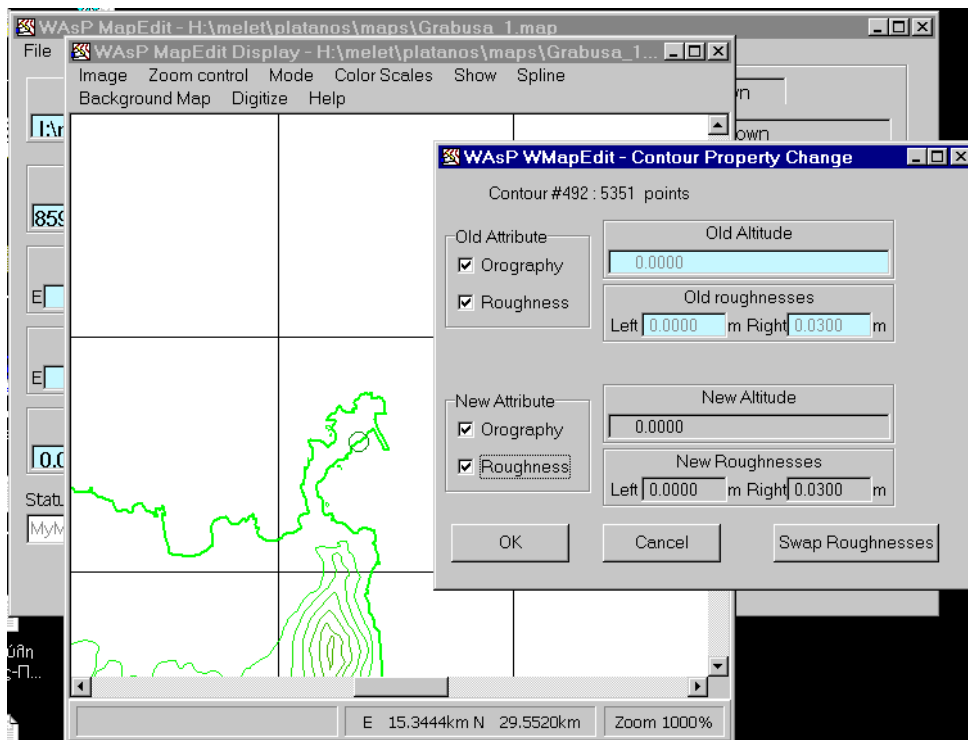 WAsP MapEdit - H:\melet\platanos\maps\Grabusa_1.map
File
WAsP MapEdit Display - H:\melet\platanos\maps\Grabusa_1...
Image Zoom control Mode Color Scales Show Spline
Background Map Digitize Help
859
E
E
0.0
WAsP WMapEdit - Contour Property Change
Contour #492 : 5351 points
Old Attribute
Orography
Roughness
Old Altitude
0.0000
Old roughnesses
Left 0.0000 m Right 0.0300 m
New Attribute
Orography
Roughness
New Altitude
0.0000
New Roughnesses
Left 0.0000 m Right 0.0300 m
OK Cancel Swap Roughnesses
E 15.3444km N 29.5520km Zoom 1000%